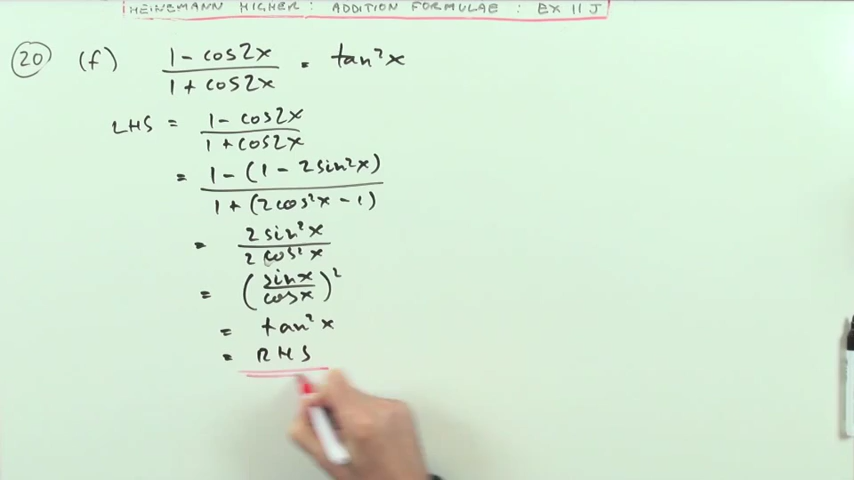 HEINEMANN HIGHER : ADDITION FORMULAE : EX 11J
20 (f) 1 - cos2x / 1 + cos2x = tan²x
LHS = 1 - cos2x / 1 + cos2x
= 1 - (1 - 2sin²x) / 1 + (2cos²x - 1)
= 2sin²x / 2cos²x
= (sinx / cosx)²
= tan²x
= RHS